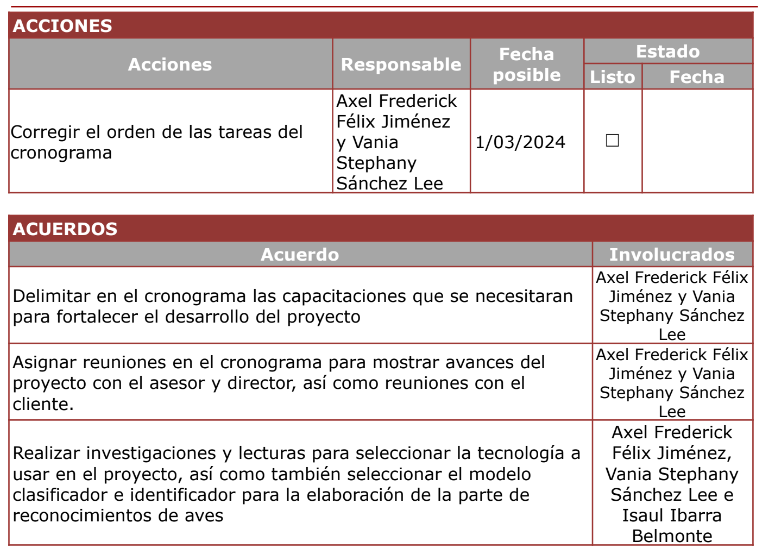 ACCIONES
Acciones
Responsable
Fecha
posible
Estado
Listo
Fecha
Corregir el orden de las tareas del
cronograma
Axel Frederick
Félix Jiménez
y Vania
Stephany
Sánchez Lee
1/03/2024
☐
ACUERDOS
Acuerdo
Involucrados
Delimitar en el cronograma las capacitaciones que se necesitaran
para fortalecer el desarrollo del proyecto
Axel Frederick Félix
Jiménez y Vania
Stephany Sánchez
Lee
Asignar reuniones en el cronograma para mostrar avances del
proyecto con el asesor y director, así como reuniones con el
cliente.
Axel Frederick Félix
Jiménez y Vania
Stephany Sánchez
Lee
Realizar investigaciones y lecturas para seleccionar la tecnología a
usar en el proyecto, así como también seleccionar el modelo
clasificador e identificador para la elaboración de la parte de
reconocimientos de aves
Axel Frederick
Félix Jiménez,
Vania Stephany
Sánchez Lee e
Isaul Ibarra
Belmonte